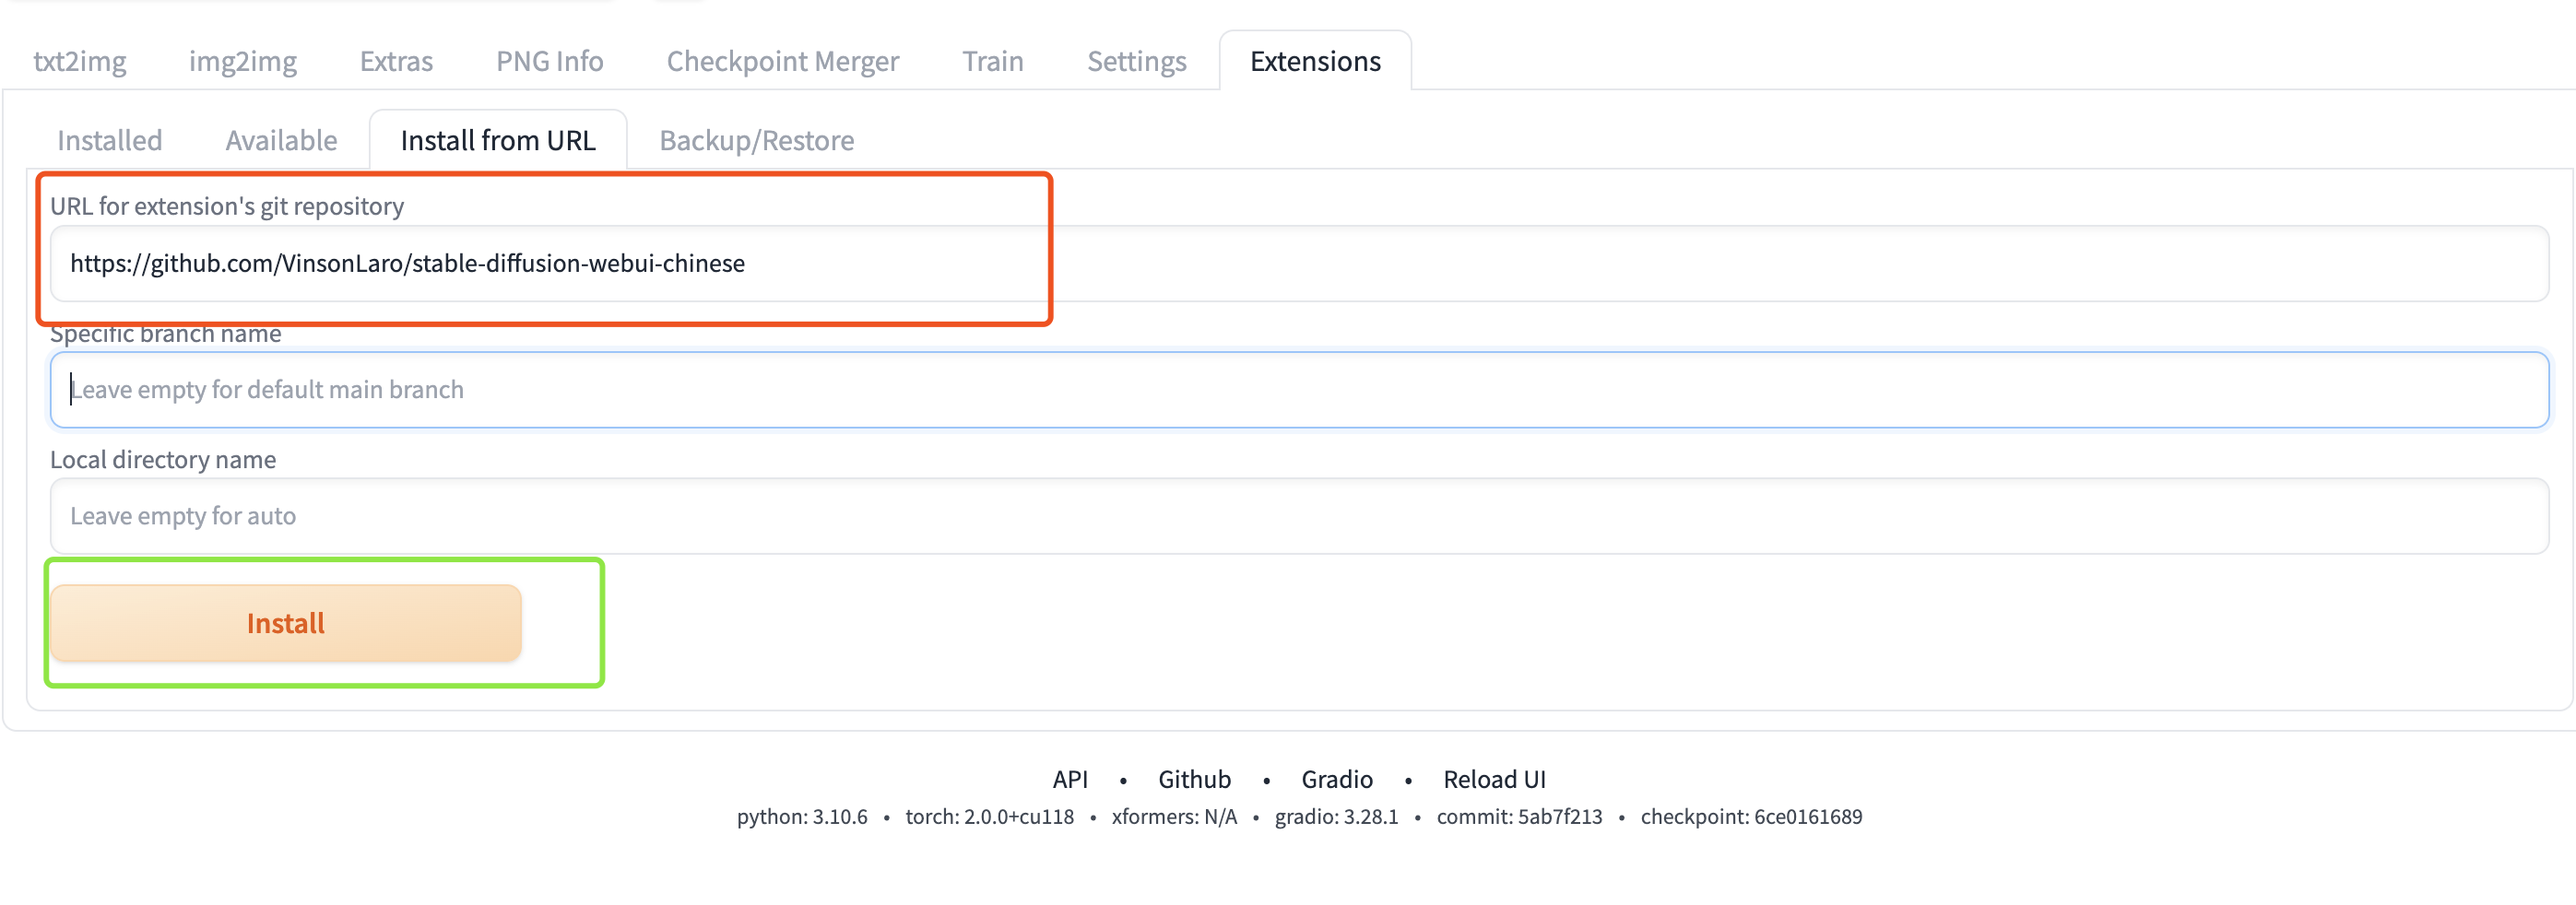 txt2img img2img Extras PNG Info Checkpoint Merger Train Settings Extensions
Installed Available Install from URL Backup/Restore
URL for extension's git repository
https://github.com/VinsonLaro/stable-diffusion-webui-chinese
Specific branch name
Leave empty for default main branch
Local directory name
Leave empty for auto
Install
API • Github • Gradio • Reload UI
python: 3.10.6 • torch: 2.0.0+cu118 • xformers: N/A • gradio: 3.28.1 • commit: 5ab7f213 • checkpoint: 6ce0161689